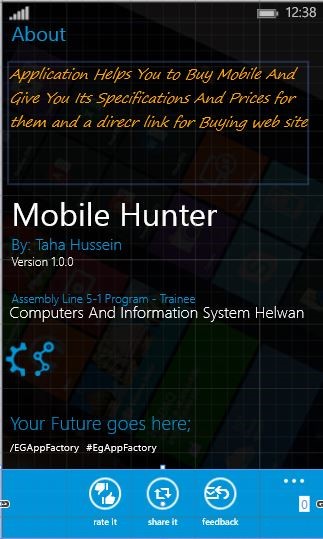 12:38
About
Application Helps You to Buy Mobile And
Give You Its Specifications And Prices for
them and a direcr link for Buying web site
Mobile Hunter
By: Taha Hussein
Version 1.0.0
Assembly Line 5-1 Program - Trainee
Computers And Information System Helwan
Your Future goes here;
/EGAppFactory #EgAppFactory
rate it share it feedback
0